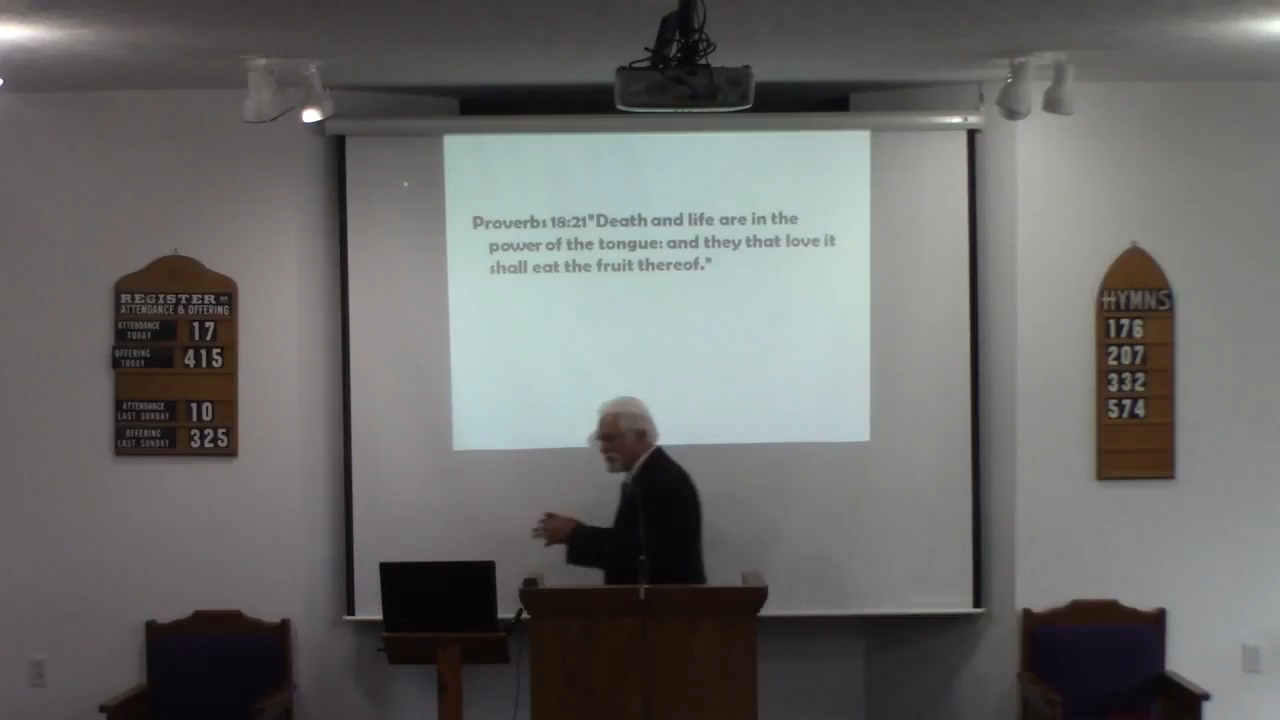 Proverbs 18:21"Death and life are in the
power of the tongue: and they that love it
shall eat the fruit thereof."
REGISTER OF
ATTENDANCE & OFFERING
ATTENDANCE TODAY 17
OFFERING TODAY 415
ATTENDANCE LAST SUNDAY 10
OFFERING LAST SUNDAY 325
HYMNS
176
207
332
574